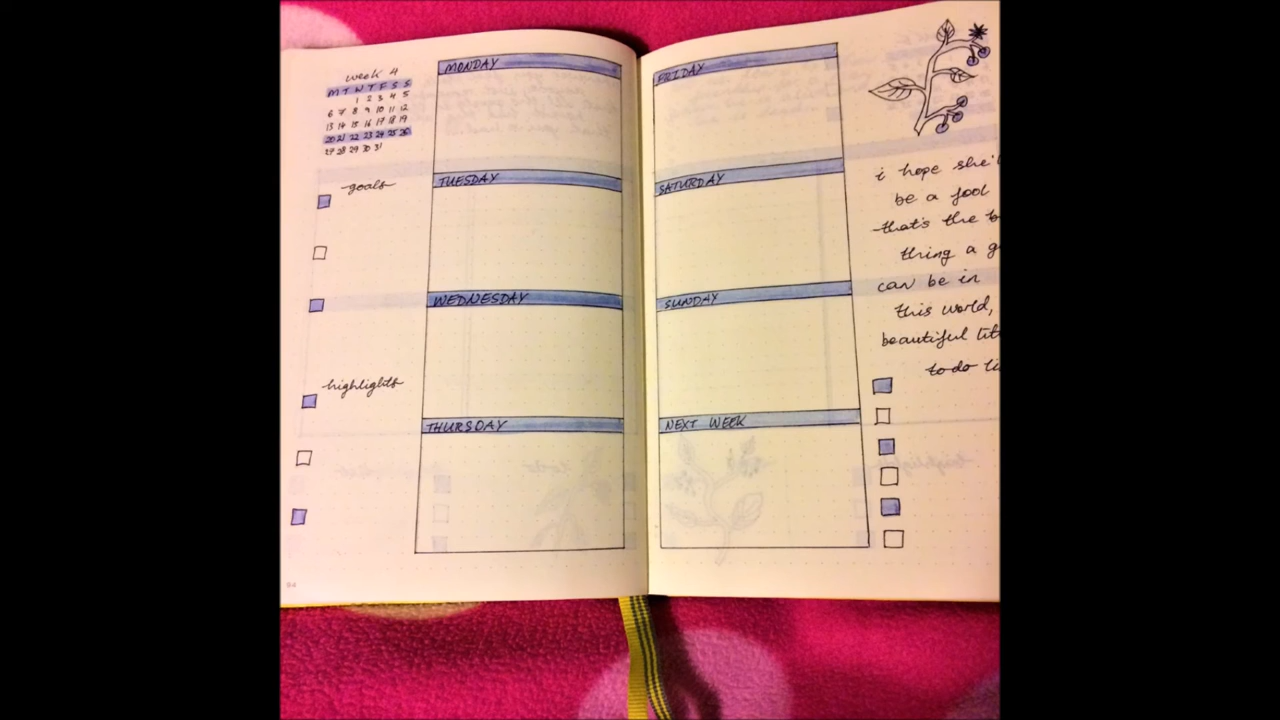 week 4
M T W T F S S
1 2 3 4 5
6 7 8 9 10 11 12
13 14 15 16 17 18 19
20 21 22 23 24 25 26
27 28 29 30 31
goals
highlights
MONDAY
TUESDAY
WEDNESDAY
THURSDAY
FRIDAY
SATURDAY
SUNDAY
NEXT WEEK
i hope she'
be a fool
that's the b
thing a g
can be in
this world,
beautiful
to do